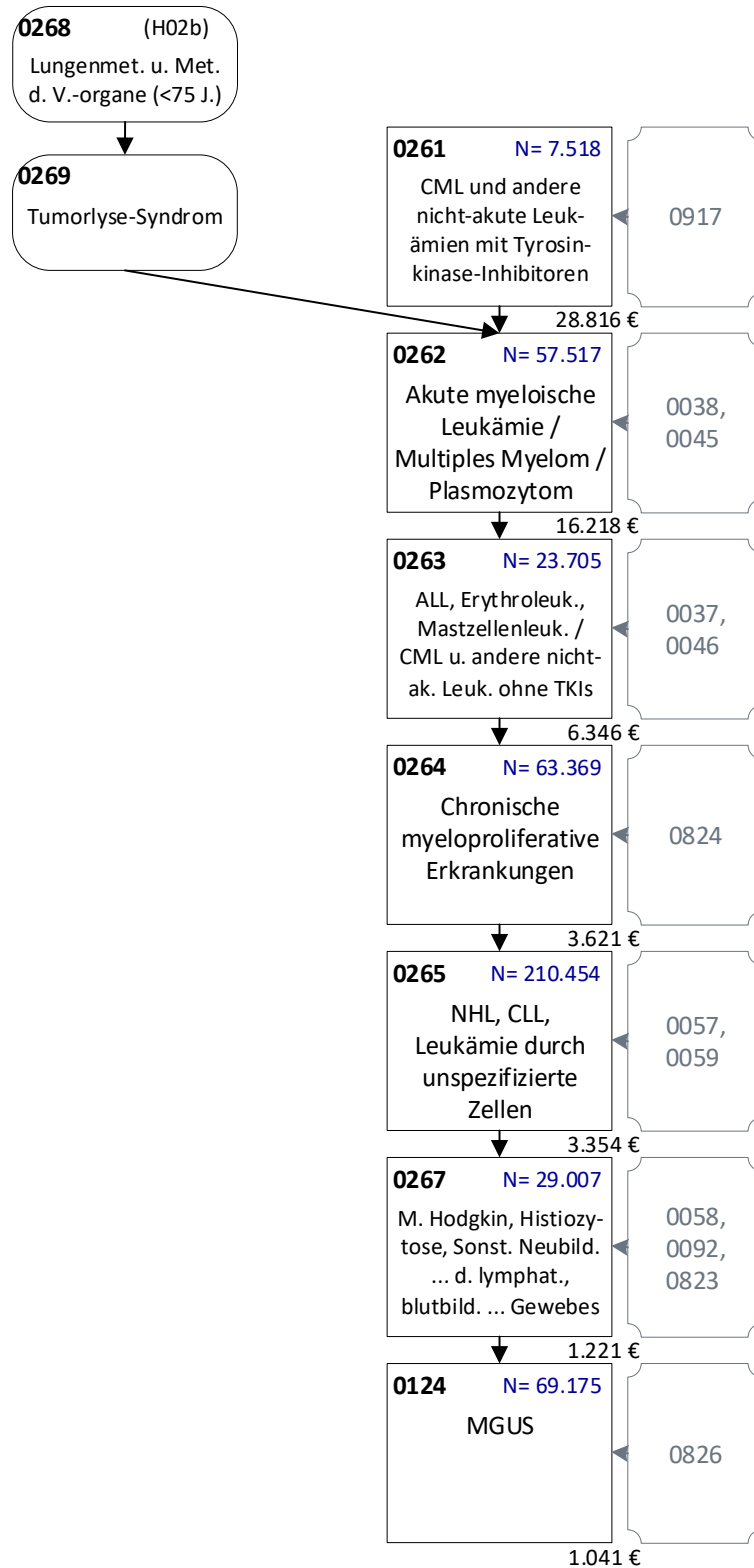 0268 (H02b)
Lungenmet. u. Met.
d. V.-organe (<75 J.)
0269
Tumorlyse-Syndrom
0261 N= 7.518
CML und andere
nicht-akute Leuk-
ämien mit Tyrosin-
kinase-Inhibitoren
0917
28.816 €
0262 N= 57.517
Akute myeloische
Leukämie /
Multiples Myelom /
Plasmozytom
0038,
0045
16.218 €
0263 N= 23.705
ALL, Erythroleuk.,
Mastzellenleuk. /
CML u. andere nicht-
ak. Leuk. ohne TKIs
0037,
0046
6.346 €
0264 N= 63.369
Chronische
myeloproliferative
Erkrankungen
0824
3.621 €
0265 N= 210.454
NHL, CLL,
Leukämie durch
unspezifizierte
Zellen
0057,
0059
3.354 €
0267 N= 29.007
M. Hodgkin, Histiozy-
tose, Sonst. Neubild.
... d. lymphat.,
blutbild. ... Gewebes
0058,
0092,
0823
1.221 €
0124 N= 69.175
MGUS
0826
1.041 €